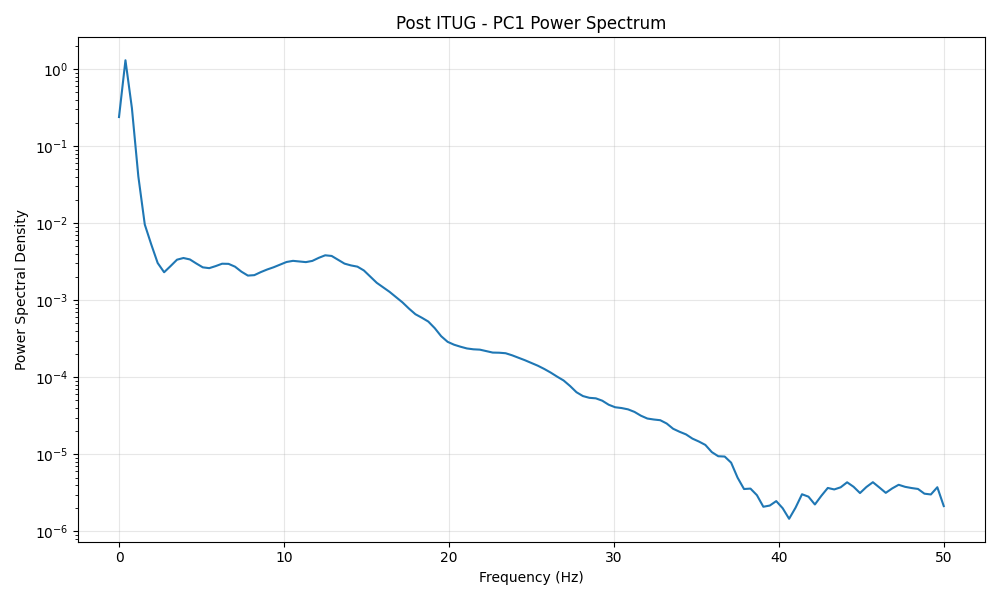 Post ITUG - PC1 Power Spectrum
Power Spectral Density
10⁰
10⁻¹
10⁻²
10⁻³
10⁻⁴
10⁻⁵
10⁻⁶
0 10 20 30 40 50
Frequency (Hz)